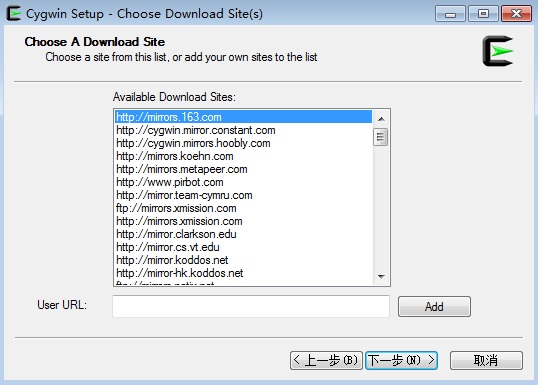 Cygwin Setup - Choose Download Site(s)
Choose A Download Site
Choose a site from this list, or add your own sites to the list
Available Download Sites:
http://mirrors.163.com
http://cygwin.mirror.constant.com
http://cygwin.mirrors.hoobly.com
http://mirrors.koehn.com
http://mirrors.metapeer.com
http://www.pirbot.com
http://mirror.team-cymru.com
ftp://mirrors.xmission.com
http://mirrors.xmission.com
http://mirror.clarkson.edu
http://mirror.cs.vt.edu
http://mirror.koddos.net
http://mirror-hk.koddos.net
User URL:
Add
< 上一步(B)
下一步(N) >
取消